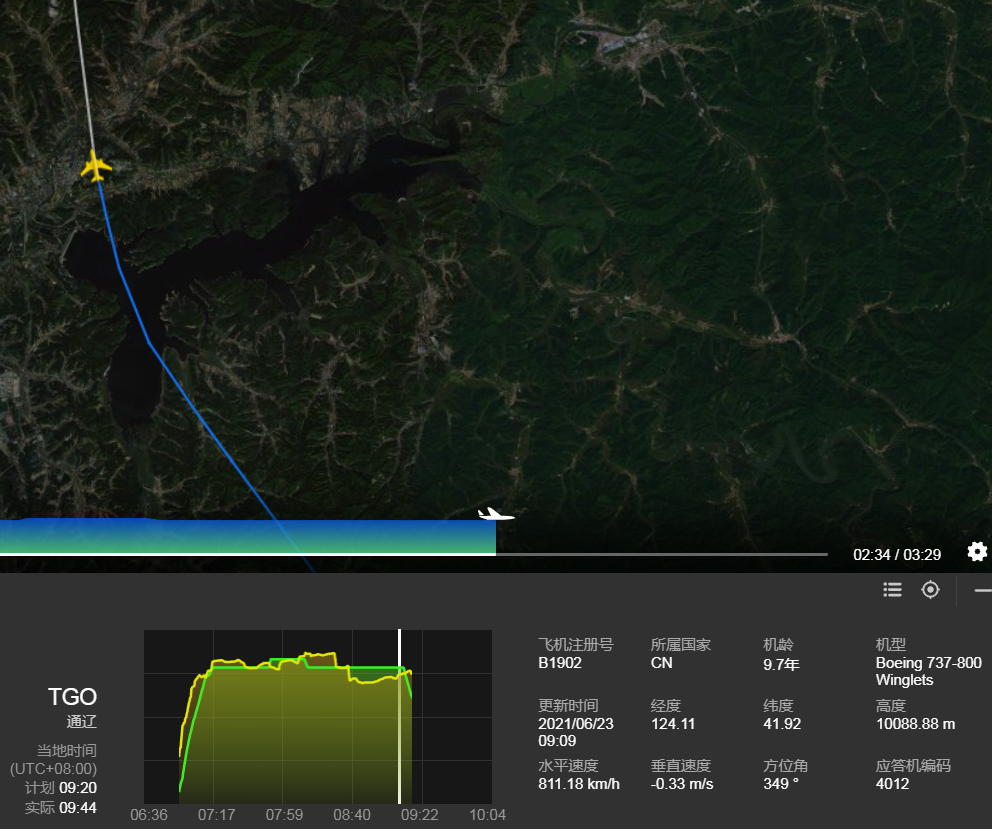 02:34 / 03:29
TGO
通辽
当地时间
(UTC+08:00)
计划 09:20
实际 09:44
06:36 07:17 07:59 08:40 09:22 10:04
飞机注册号 所属国家 机龄 机型
B1902 CN 9.7年 Boeing 737-800
Winglets
更新时间 经度 纬度 高度
2021/06/23 124.11 41.92 10088.88 m
09:09
水平速度 垂直速度 方位角 应答机编码
811.18 km/h -0.33 m/s 349 ° 4012